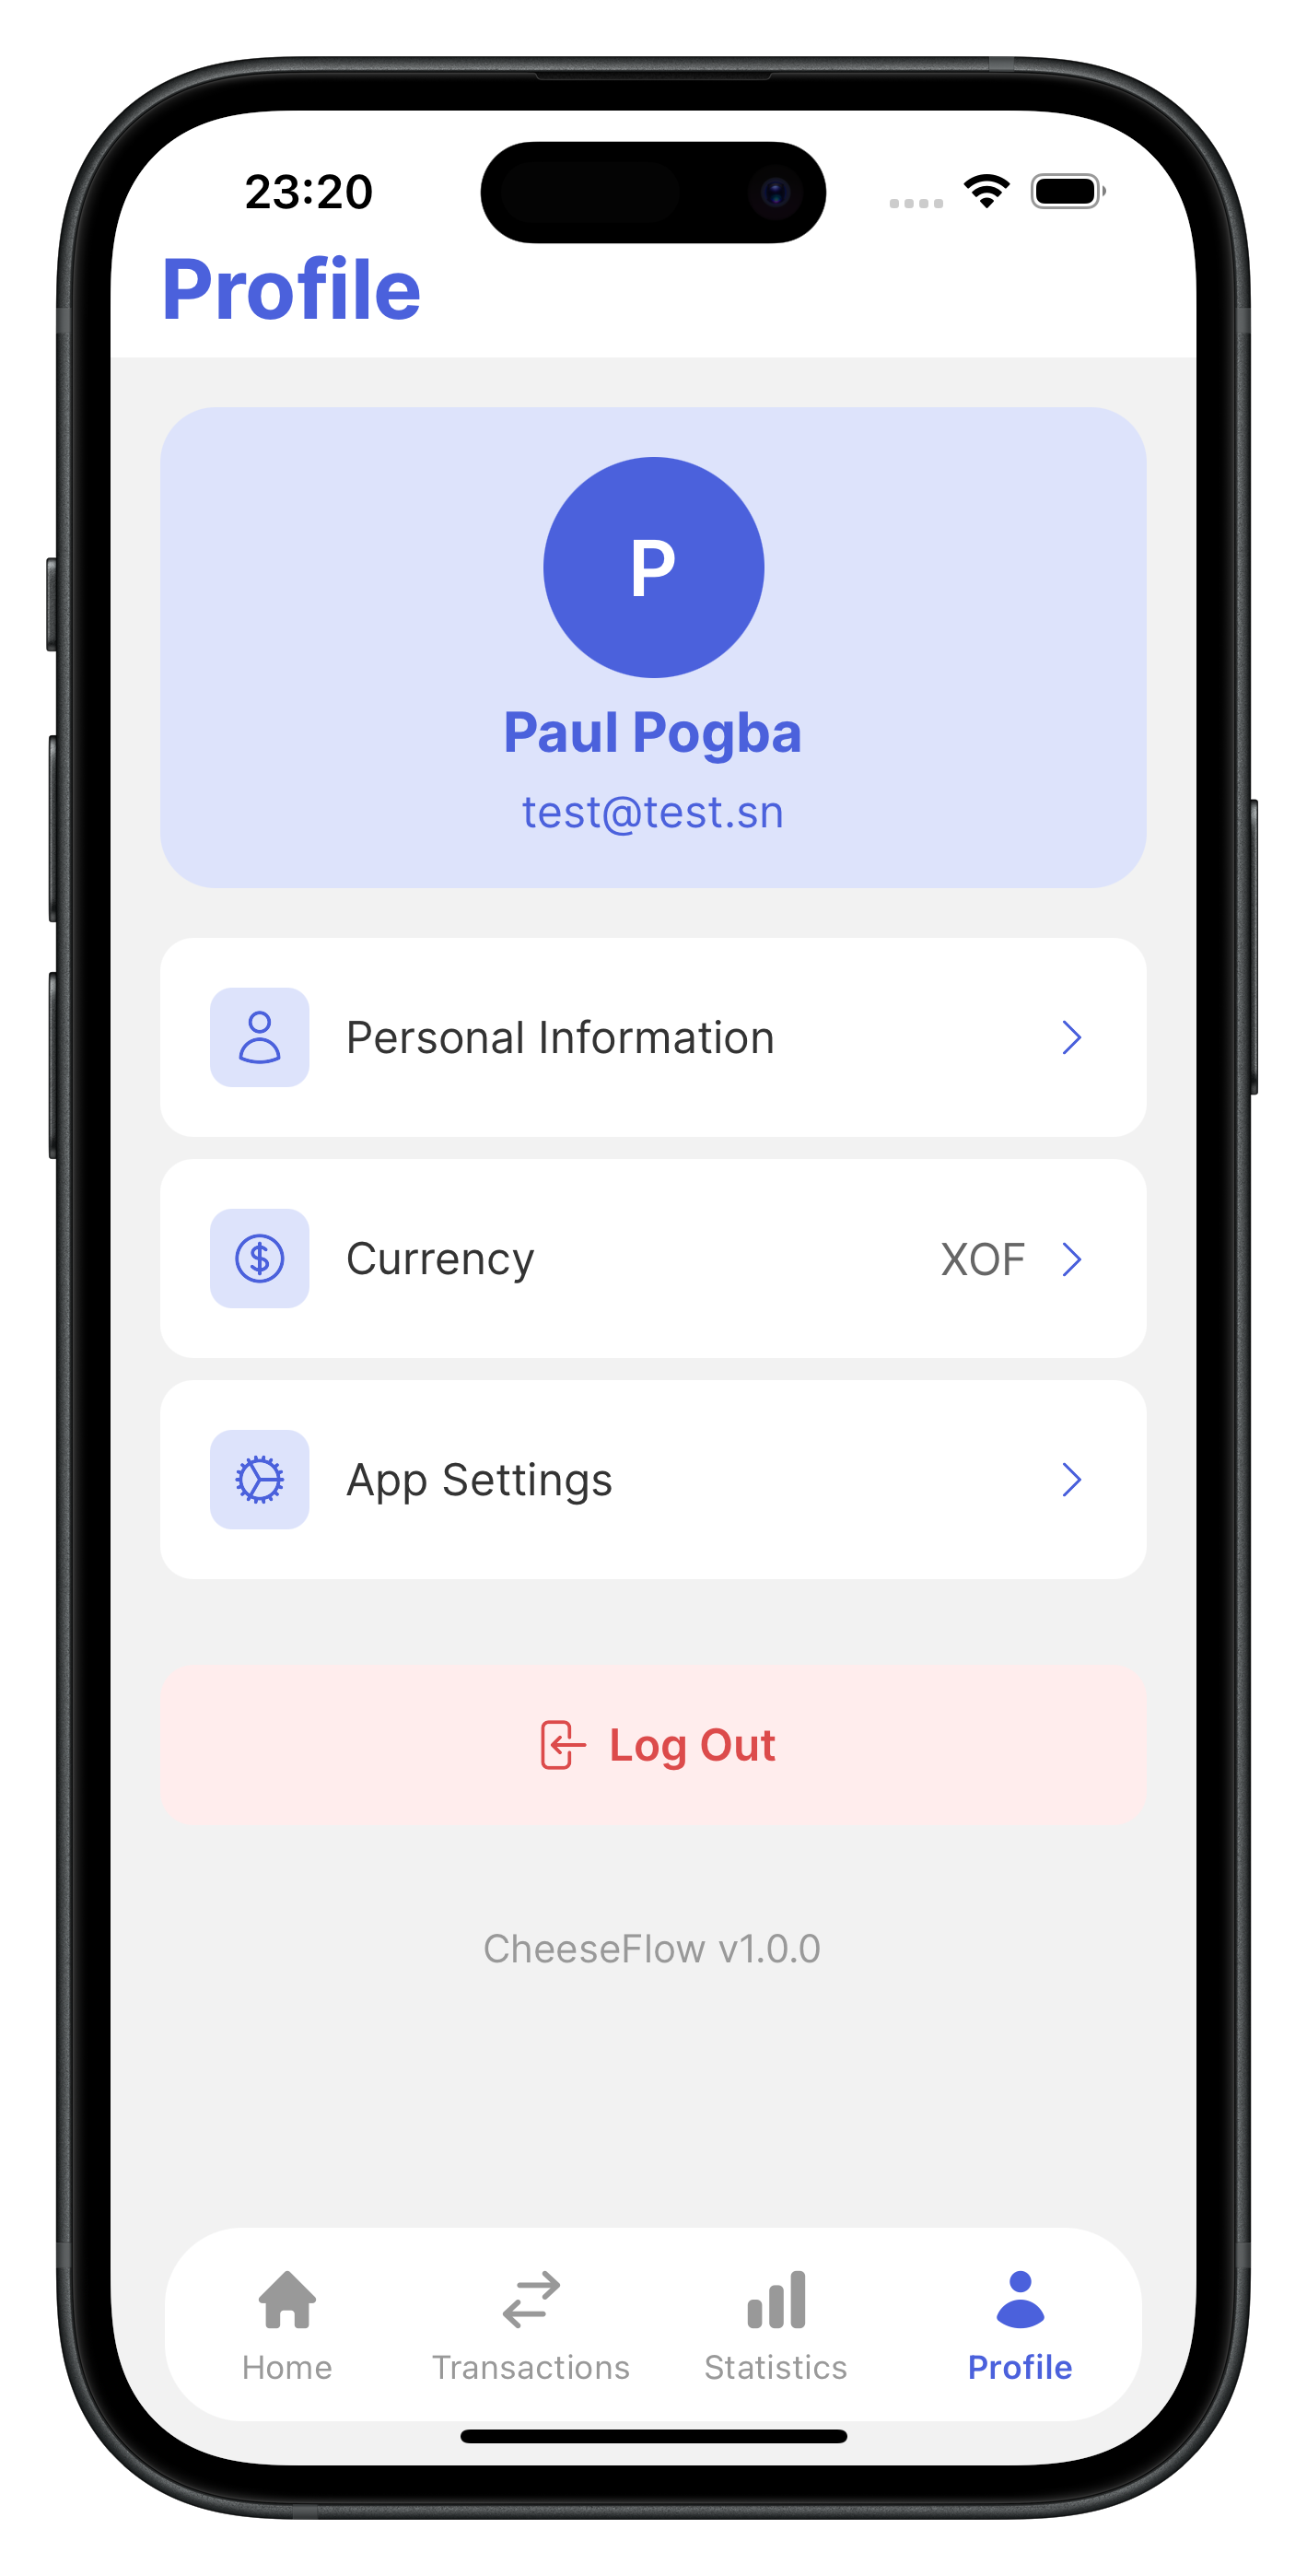 23:20
Profile
P
Paul Pogba
test@test.sn
Personal Information
Currency XOF
App Settings
Log Out
CheeseFlow v1.0.0
Home Transactions Statistics Profile